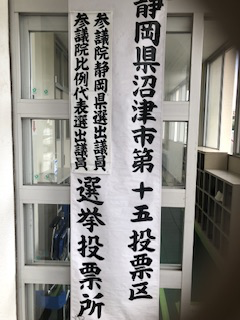 静岡県沼津市第十五投票区
参議院静岡県選出議員
参議院比例代表選出議員
選挙投票所